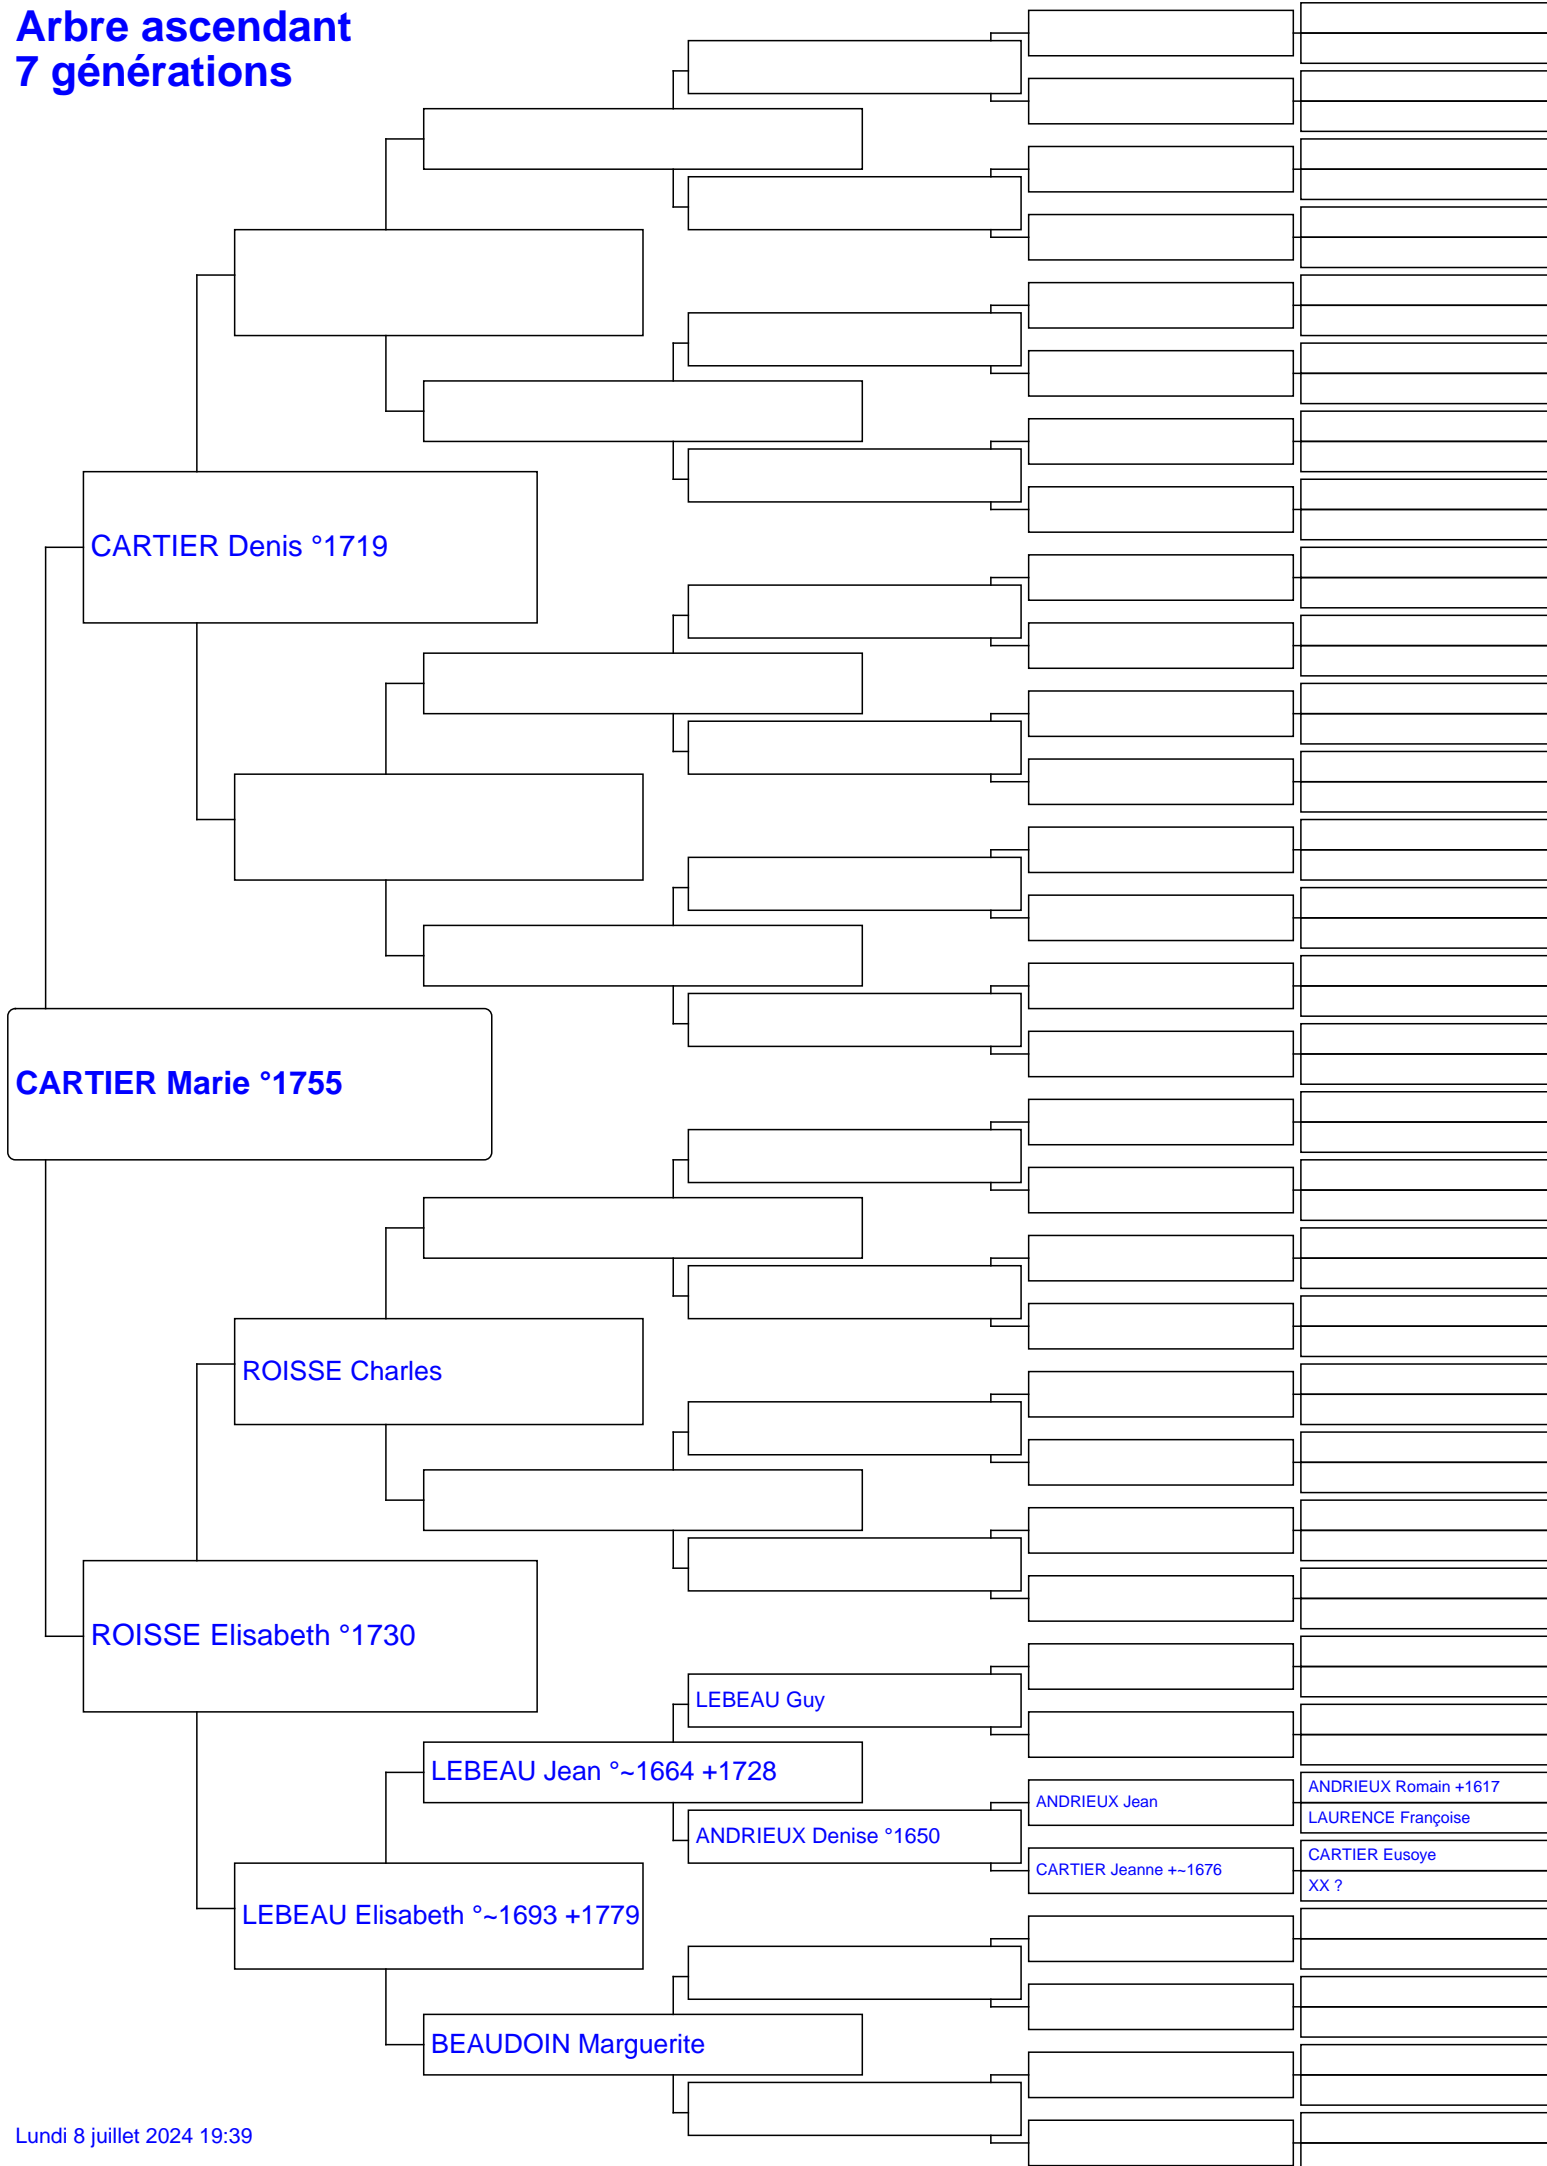 Arbre ascendant
7 générations
CARTIER Denis °1719
CARTIER Marie °1755
ROISSE Charles
ROISSE Elisabeth °1730
LEBEAU Guy
LEBEAU Jean °~1664 +1728
ANDRIEUX Romain +1617
ANDRIEUX Jean
LAURENCE Françoise
ANDRIEUX Denise °1650
CARTIER Eusoye
CARTIER Jeanne +~1676
XX ?
LEBEAU Elisabeth °~1693 +1779
BEAUDOIN Marguerite
Lundi 8 juillet 2024 19:39